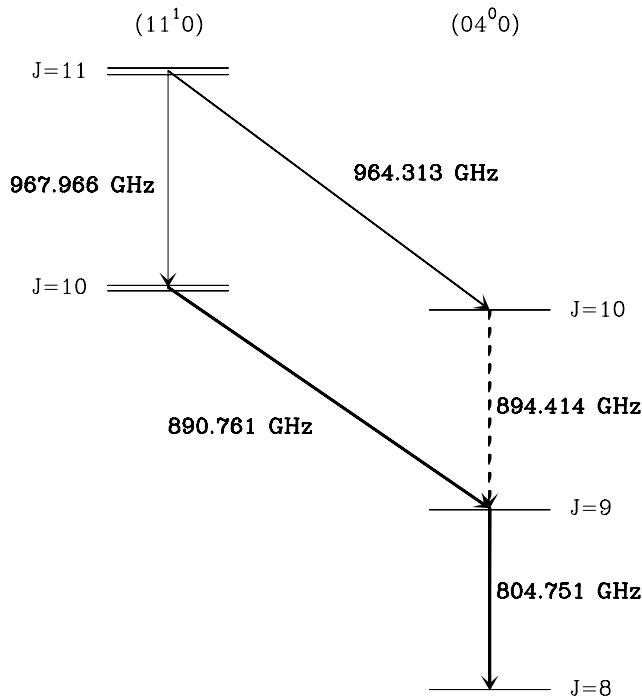 (11¹0) (04⁰0)
J=11
967.966 GHz 964.313 GHz
J=10 J=10
890.761 GHz 894.414 GHz
J=9
804.751 GHz
J=8